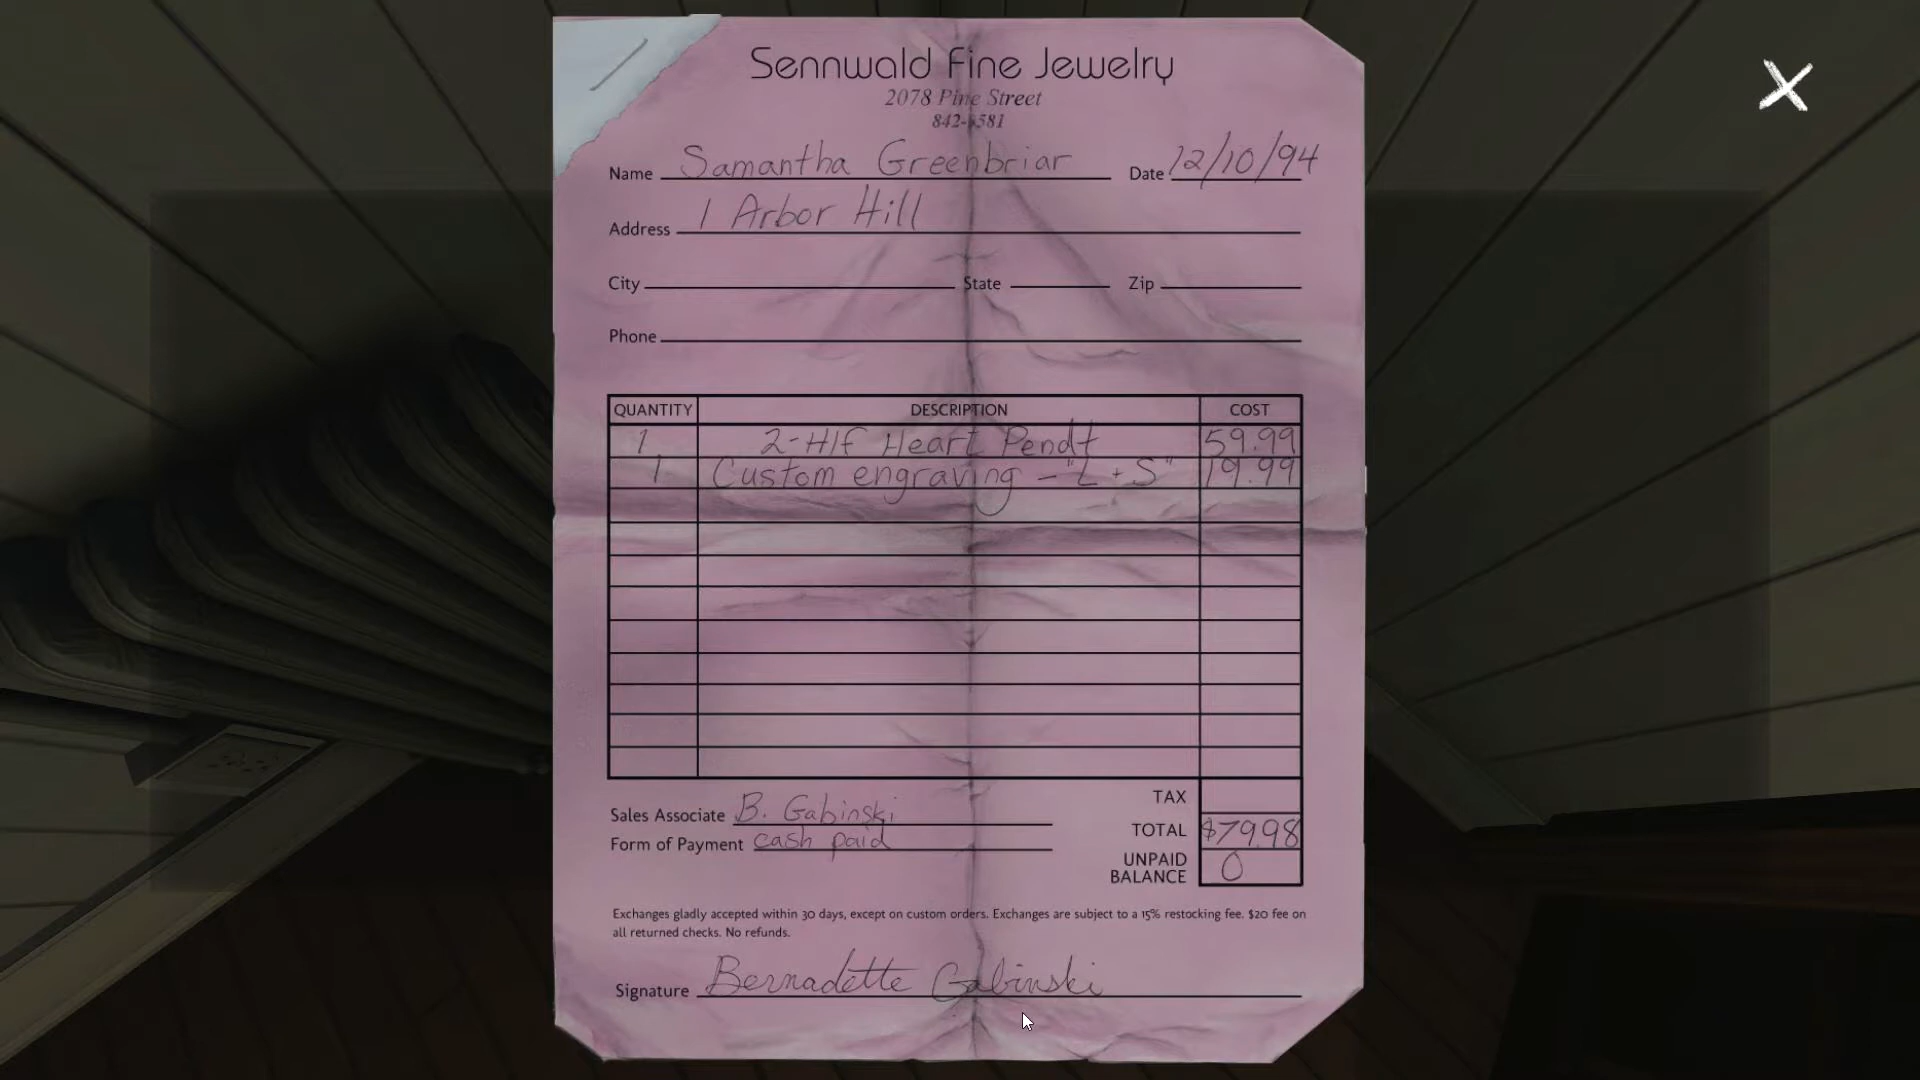 Sennwald Fine Jewelry
2078 Pine Street
Name Samantha Greenbriar Date 12/10/94
Address 1 Arbor Hill
City State Zip
Phone
QUANTITY DESCRIPTION COST
1 2-Hlf Heart Pendt 59.99
1 Custom engraving - "L + S" 19.99
TAX
Sales Associate B. Gabinski
TOTAL $79.98
Form of Payment cash paid
UNPAID
BALANCE 0
Exchanges gladly accepted within 30 days, except on custom orders. Exchanges are subject to a 15% restocking fee. $20 fee on
all returned checks. No refunds.
Signature Bernadette Gabinski